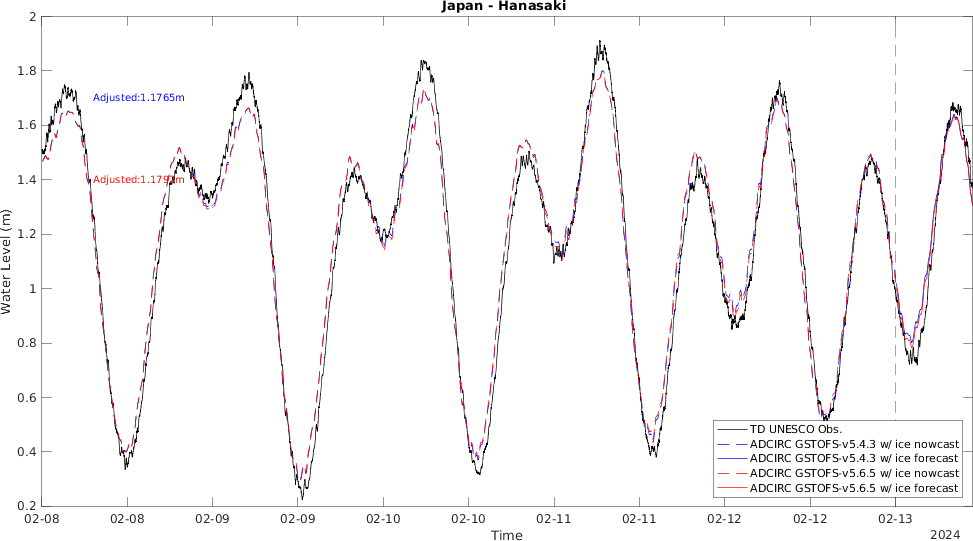 Japan - Hanasaki
2
1.8
1.6
1.4
1.2
1
0.8
0.6
0.4
0.2
Water Level (m)
Adjusted:1.1765m
TD UNESCO Obs.
ADCIRC GSTOFS-v5.4.3 w/ ice nowcast
ADCIRC GSTOFS-v5.4.3 w/ ice forecast
ADCIRC GSTOFS-v5.6.5 w/ ice nowcast
ADCIRC GSTOFS-v5.6.5 w/ ice forecast
02-08 02-08 02-09 02-09 02-10 02-10 02-11 02-11 02-12 02-12 02-13
Time
2024